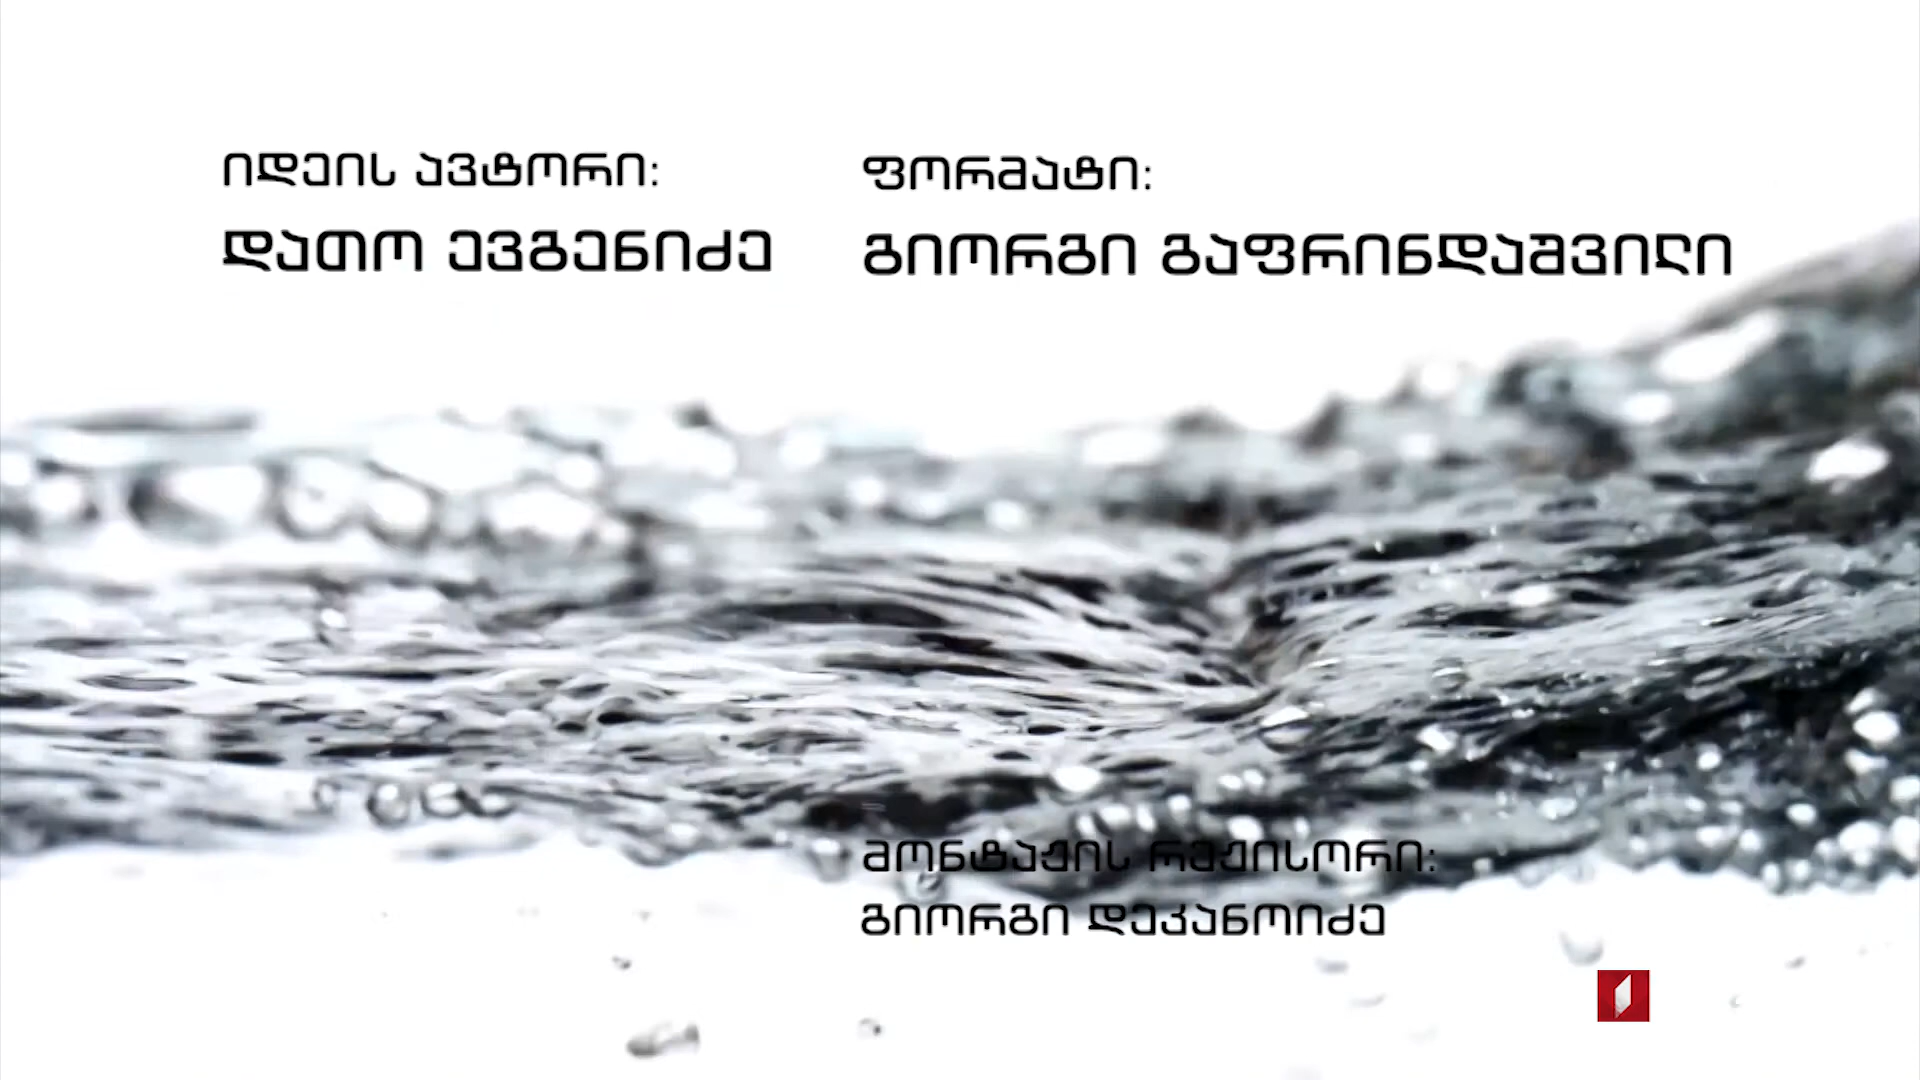 იდეის ავტორი:
დათო ევგენიძე
ფორმატი:
გიორგი გაფრინდაშვილი
მონტაჟის რეჟისორი:
გიორგი დეკანოიძე